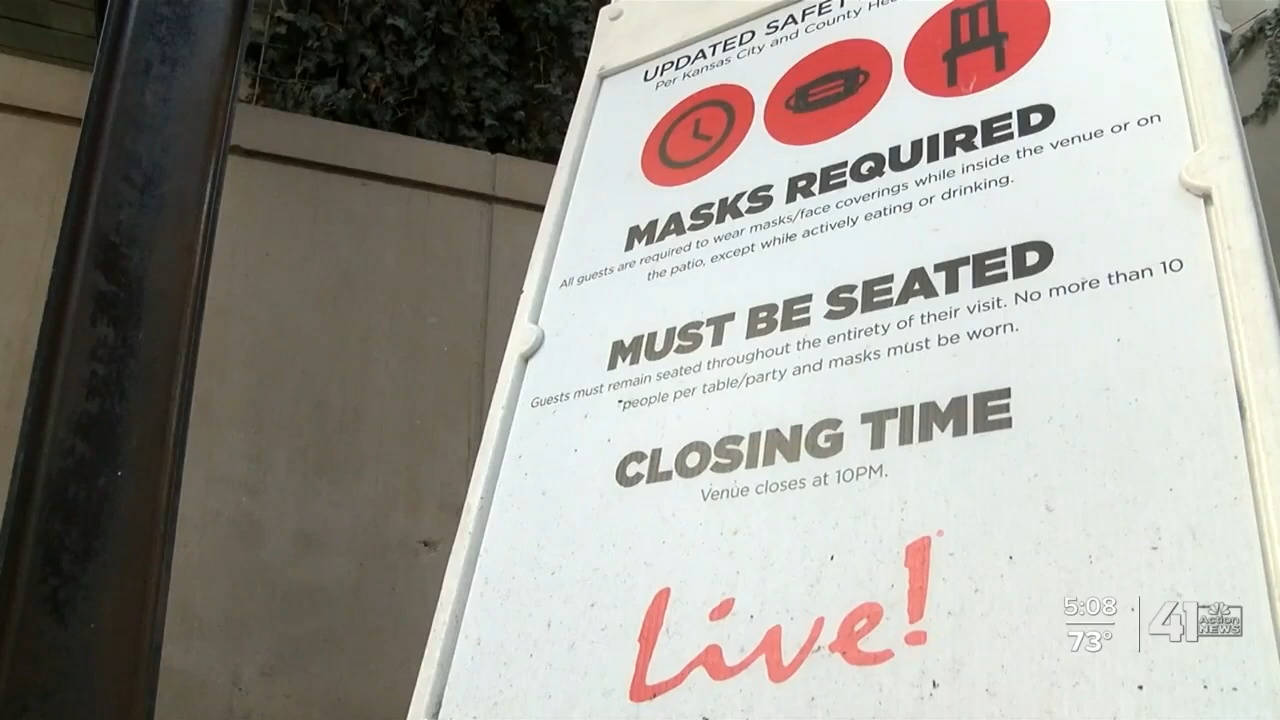 UPDATED SAFET
Per Kansas City and County Hea
MASKS REQUIRED
All guests are required to wear masks/face coverings while inside the venue or on
the patio, except while actively eating or drinking.
MUST BE SEATED
Guests must remain seated throughout the entirety of their visit. No more than 10
people per table/party and masks must be worn.
CLOSING TIME
Venue closes at 10PM.
Live!
5:08
73°
41
Action
NEWS